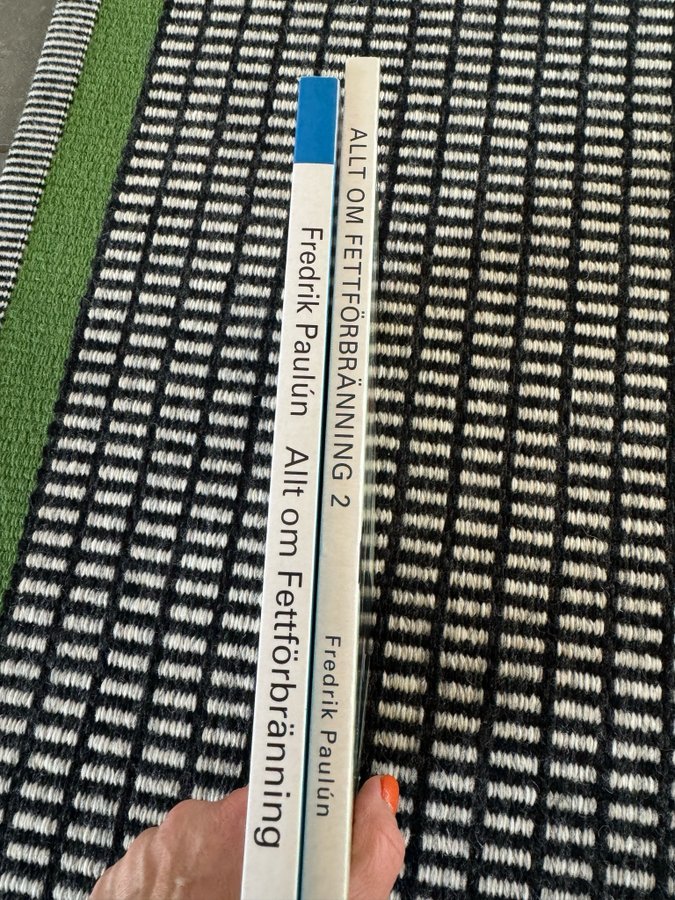 Fredrik Paulún Allt om Fettförbränning
ALLT OM FETTFÖRBRÄNNING 2 Fredrik Paulún